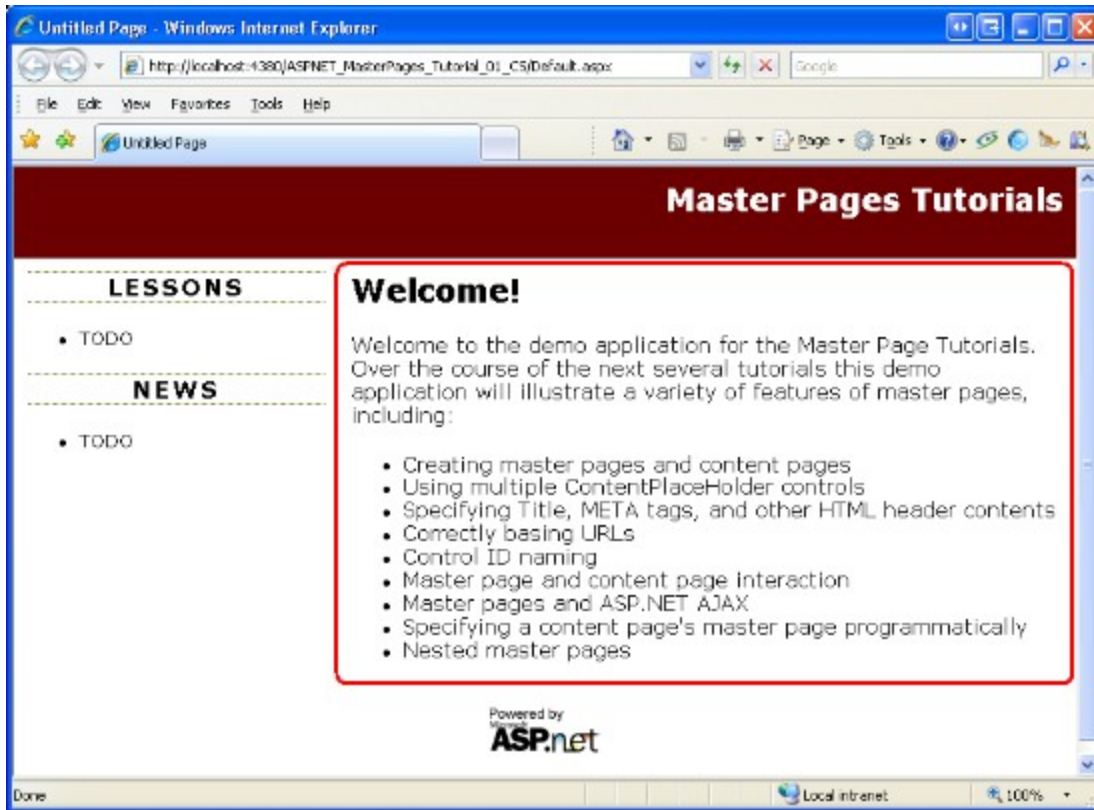 Untitled Page - Windows Internet Explorer
http://localhost:4380/ASPNET_MasterPages_Tutorial_01_CS/Default.aspx
Google
File Edit View Favorites Tools Help
Untitled Page
Page
Tools
Master Pages Tutorials
LESSONS
• TODO
NEWS
• TODO
Welcome!
Welcome to the demo application for the Master Page Tutorials.
Over the course of the next several tutorials this demo
application will illustrate a variety of features of master pages,
including:
• Creating master pages and content pages
• Using multiple ContentPlaceHolder controls
• Specifying Title, META tags, and other HTML header contents
• Correctly basing URLs
• Control ID naming
• Master page and content page interaction
• Master pages and ASP.NET AJAX
• Specifying a content page's master page programmatically
• Nested master pages
Powered by
Microsoft
ASP.net
Done
Local intranet
100%